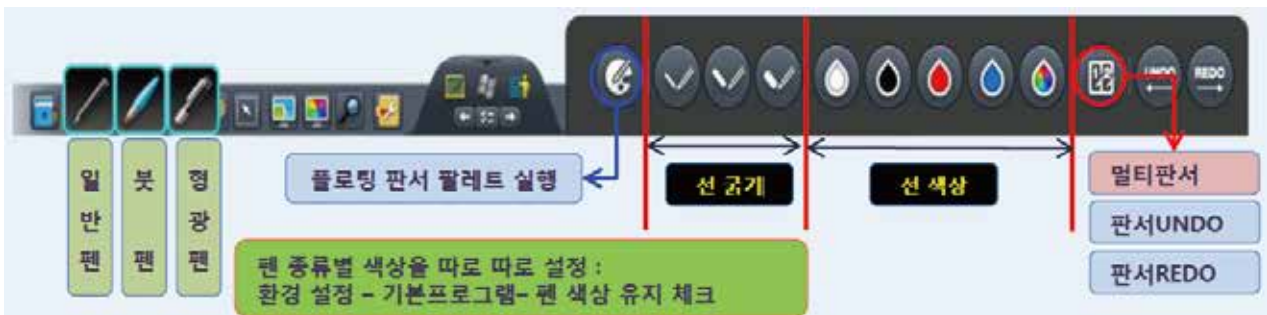 UNDO
REDO
일반펜
붓펜
형광펜
플로팅 판서 팔레트 실행
선 굵기
선 색상
멀티판서
판서UNDO
판서REDO
펜 종류별 색상을 따로 따로 설정 :
환경 설정 – 기본프로그램– 펜 색상 유지 체크